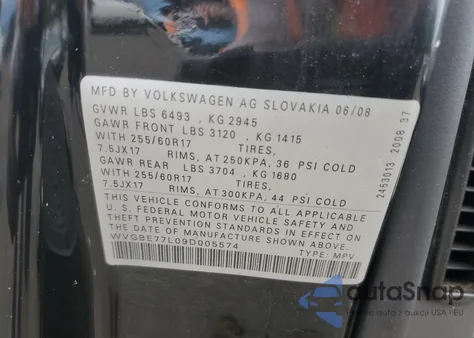 MFD BY VOLKSWAGEN AG SLOVAKIA 06/08
GVWR LBS 6493 , KG 2945
GAWR FRONT LBS 3120 , KG 1415
WITH 255/60R17 TIRES,
7.5JX17 RIMS, AT 250KPA, 36 PSI COLD
GAWR REAR LBS 3704 , KG 1680
WITH 255/60R17 TIRES,
7.5JX17 RIMS, AT 300KPA, 44 PSI COLD
THIS VEHICLE CONFORMS TO ALL APPLICABLE
U. S. FEDERAL MOTOR VEHICLE SAFETY AND
THEFT PREVENTION STANDARDS IN EFFECT ON
THE DATE OF MANUFACTURE SHOWN ABOVE.
WVGBE77L09D005574
TYPE: MPV
2453013 2008 37
autoSnap
auta z aukcji USA i EU